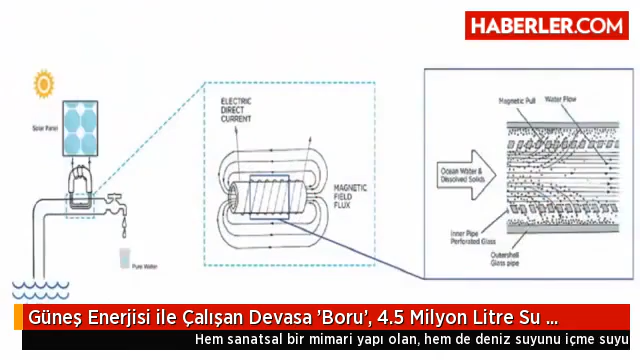 HABERLER.COM
Solar Panel
Pure Water
ELECTRIC
DIRECT
CURRENT
MAGNETIC
FIELD
FLUX
Magnetic Pull
Water Flow
Ocean Water &
Dissolved Solids
Inner Pipe
Perforated Glass
Outershell
Glass pipe
Güneş Enerjisi ile Çalışan Devasa 'Boru', 4.5 Milyon Litre Su ...
Hem sanatsal bir mimari yapı olan, hem de deniz suyunu içme suyu